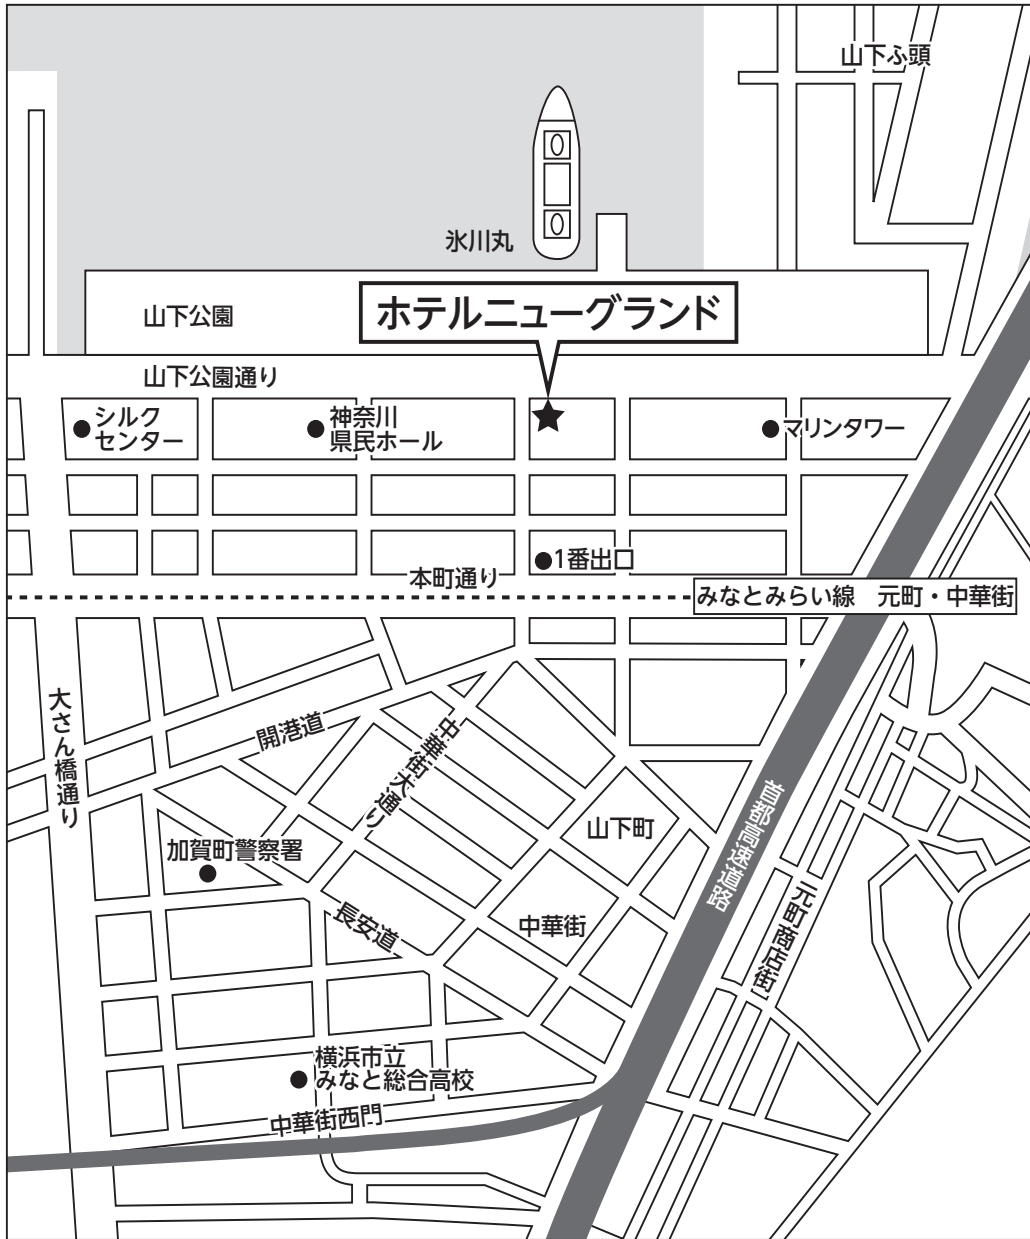 山下ふ頭
氷川丸
ホテルニューグランド
山下公園
山下公園通り
シルク
センター
神奈川
県民ホール
マリンタワー
1番出口
本町通り
みなとみらい線 元町・中華街
大さん橋通り
開港道
中華街大通り
首都高速道路
山下町
加賀町警察署
元町商店街
長安道
中華街
横浜市立
みなと総合高校
中華街西門